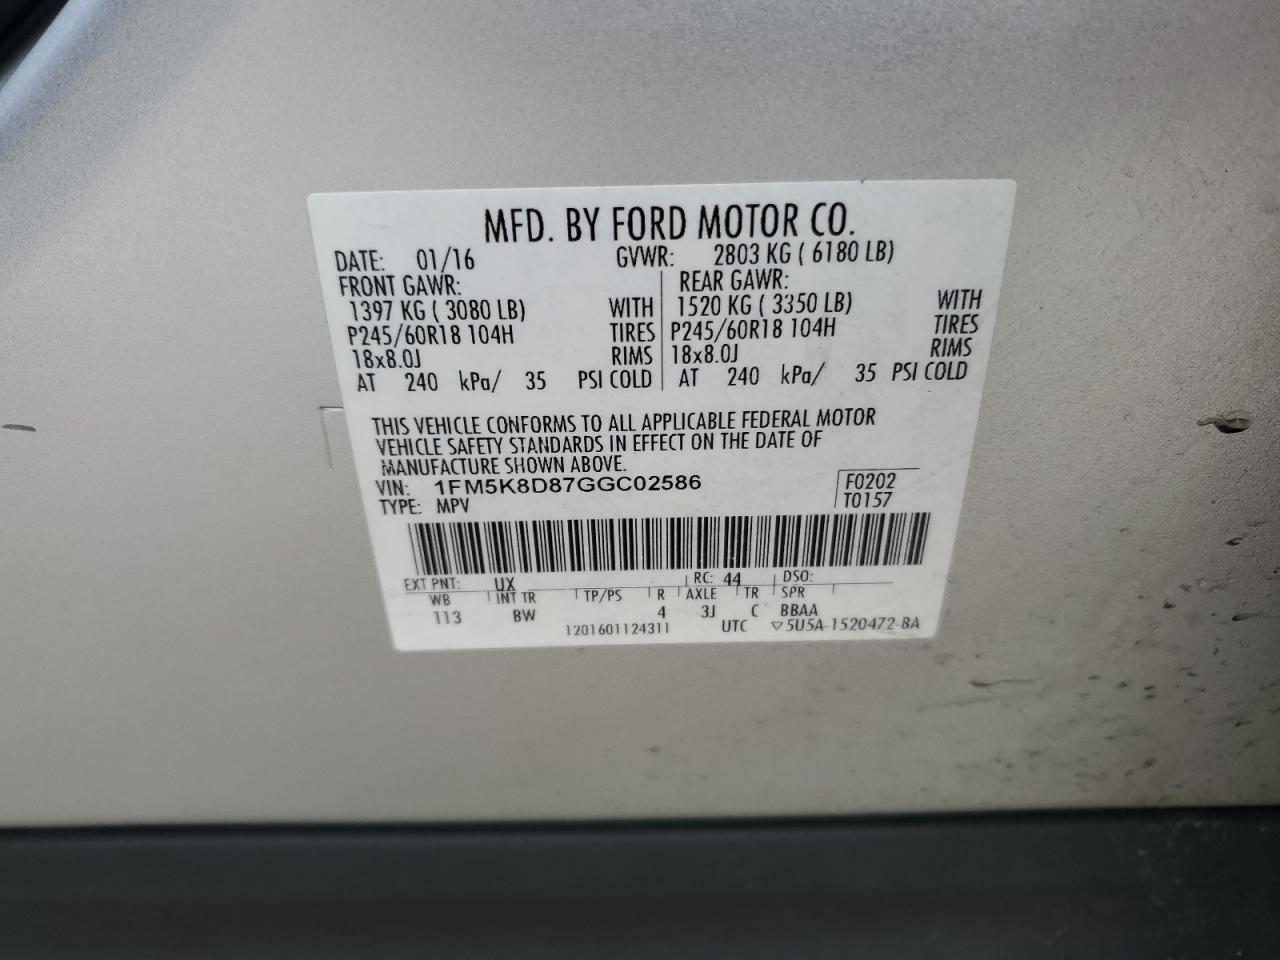 MFD. BY FORD MOTOR CO.
DATE: 01/16 GVWR: 2803 KG ( 6180 LB)
FRONT GAWR: REAR GAWR:
1397 KG ( 3080 LB) WITH 1520 KG ( 3350 LB) WITH
P245/60R18 104H TIRES P245/60R18 104H TIRES
18x8.0J RIMS 18x8.0J RIMS
AT 240 kPa/ 35 PSI COLD AT 240 kPa/ 35 PSI COLD
THIS VEHICLE CONFORMS TO ALL APPLICABLE FEDERAL MOTOR
VEHICLE SAFETY STANDARDS IN EFFECT ON THE DATE OF
MANUFACTURE SHOWN ABOVE.
VIN: 1FM5K8D87GGC02586 F0202
TYPE: MPV T0157
EXT PNT: UX RC: 44 DSO:
WB INT TR TP/PS R AXLE TR SPR
113 BW 4 3J C BBAA
1201601124311 UTC ▽5U5A-1520472-BA